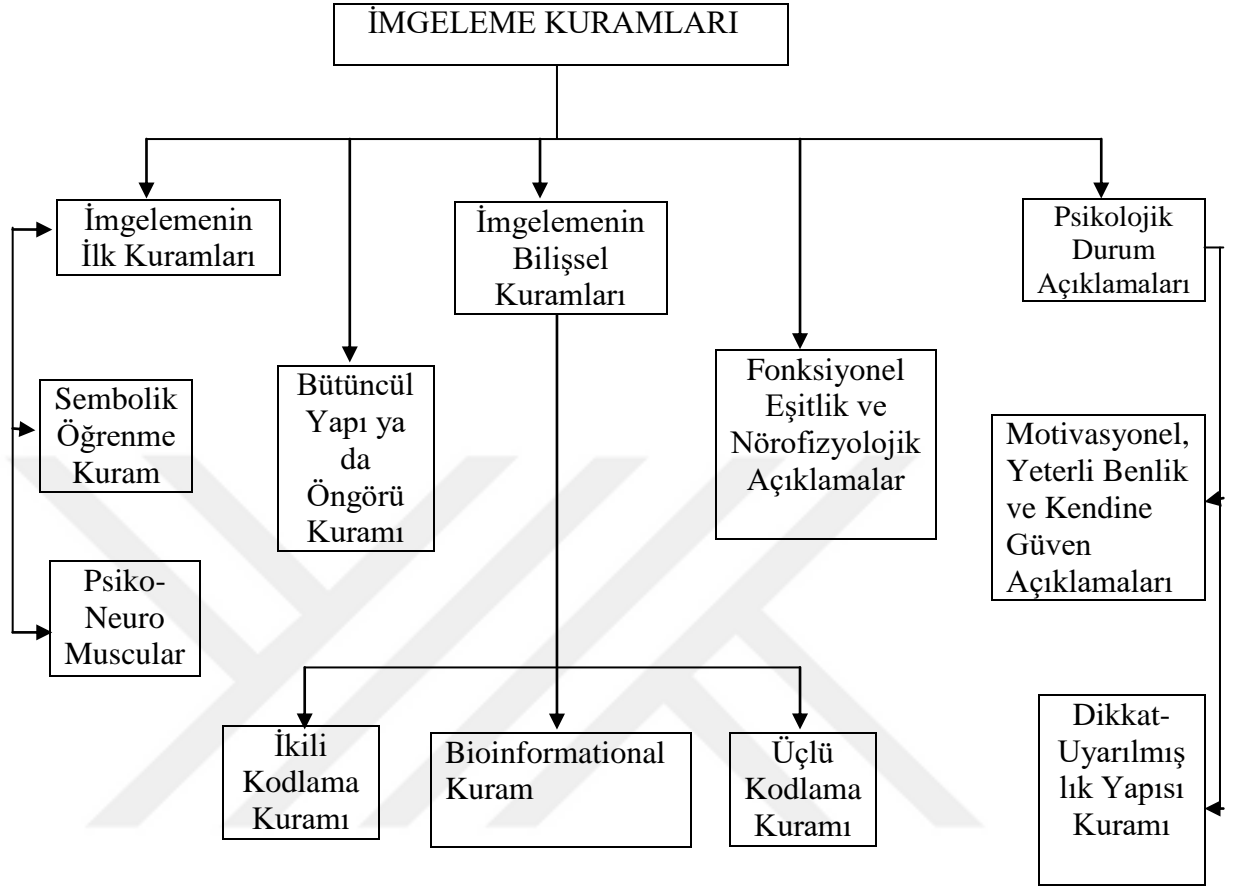 İMGELEME KURAMLARI
İmgelemenin
İlk Kuramları
İmgelemenin
Bilişsel
Kuramları
Psikolojik
Durum
Açıklamaları
Sembolik
Öğrenme
Kuram
Bütüncül
Yapı ya
da
Öngörü
Kuramı
Fonksiyonel
Eşitlik ve
Nörofizyolojik
Açıklamalar
Motivasyonel,
Yeterli Benlik
ve Kendine
Güven
Açıklamaları
Psiko-
Neuro
Muscular
İkili
Kodlama
Kuramı
Bioinformational
Kuram
Üçlü
Kodlama
Kuramı
Dikkat-
Uyarılmış
lık Yapısı
Kuramı